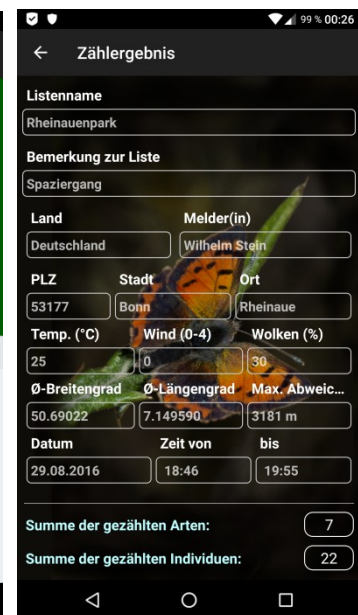 99 % 00:26
Zählergebnis
Listenname
Rheinauenpark
Bemerkung zur Liste
Spaziergang
Land Melder(in)
Deutschland Wilhelm Stein
PLZ Stadt Ort
53177 Bonn Rheinaue
Temp. (°C) Wind (0-4) Wolken (%)
25 0 30
Ø-Breitengrad Ø-Längengrad Max. Abweic...
50.69022 7.149590 3181 m
Datum Zeit von bis
29.08.2016 18:46 19:55
Summe der gezählten Arten: 7
Summe der gezählten Individuen: 22